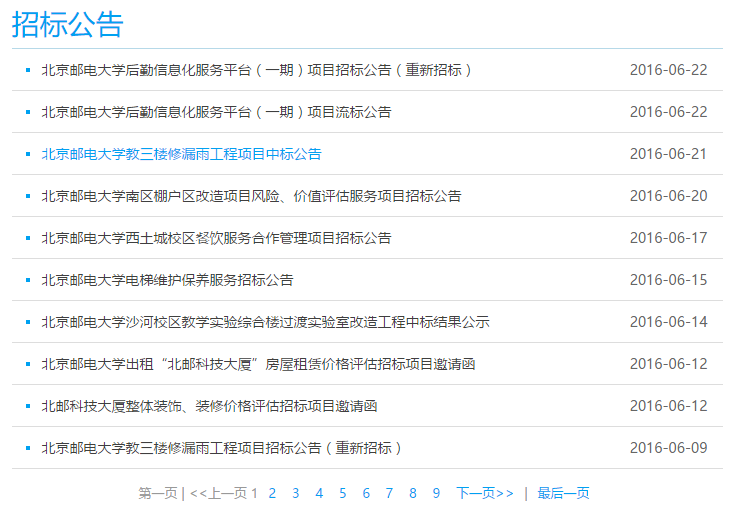 招标公告
北京邮电大学后勤信息化服务平台（一期）项目招标公告（重新招标） 2016-06-22
北京邮电大学后勤信息化服务平台（一期）项目流标公告 2016-06-22
北京邮电大学教三楼修漏雨工程项目中标公告 2016-06-21
北京邮电大学南区棚户区改造项目风险、价值评估服务项目招标公告 2016-06-20
北京邮电大学西土城校区餐饮服务合作管理项目招标公告 2016-06-17
北京邮电大学电梯维护保养服务招标公告 2016-06-15
北京邮电大学沙河校区教学实验综合楼过渡实验室改造工程中标结果公示 2016-06-14
北京邮电大学出租“北邮科技大厦”房屋租赁价格评估招标项目邀请函 2016-06-12
北邮科技大厦整体装饰、装修价格评估招标项目邀请函 2016-06-12
北京邮电大学教三楼修漏雨工程项目招标公告（重新招标） 2016-06-09
第一页 | <<上一页 1 2 3 4 5 6 7 8 9 下一页>> | 最后一页